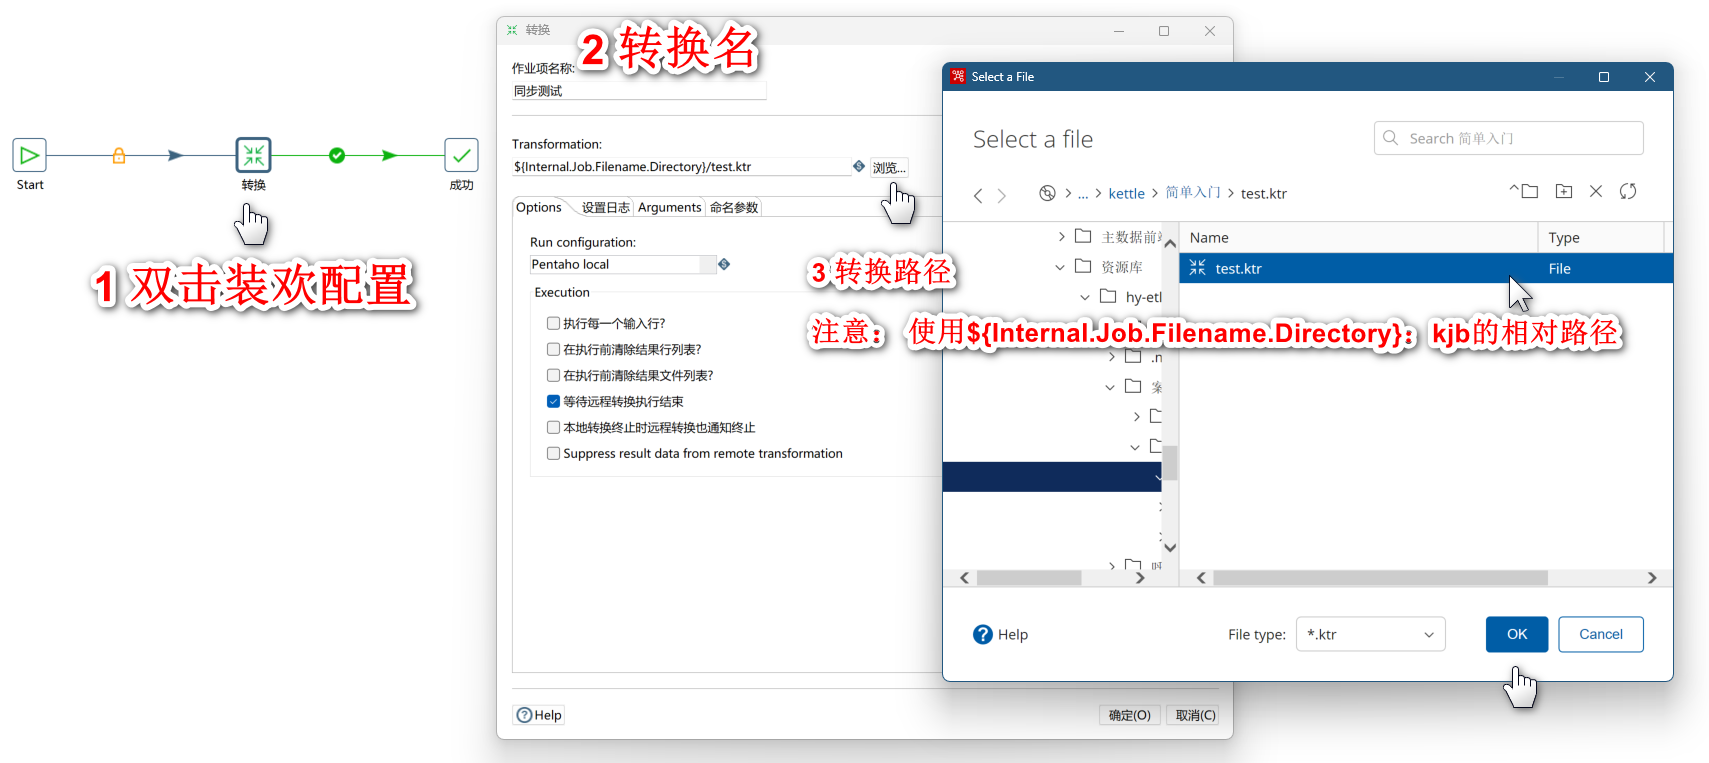 Start
转换
成功
1 双击装欢配置
转换
2 转换名
作业项名称:
同步测试
Transformation:
${Internal.Job.Filename.Directory}/test.ktr
浏览...
Options
设置日志
Arguments
命名参数
Run configuration:
Pentaho local
Execution
执行每一个输入行?
在执行前清除结果行列表?
在执行前清除结果文件列表?
等待远程转换执行结束
本地转换终止时远程转换也通知终止
Suppress result data from remote transformation
Help
确定(O)
取消(C)
3 转换路径
注意： 使用${Internal.Job.Filename.Directory}：kjb的相对路径
Select a File
Select a file
Search 简单入门
... kettle 简单入门 test.ktr
主数据前
资源库
hy-etl
.n
案
Name
Type
test.ktr
File
Help
File type:
*.ktr
OK
Cancel